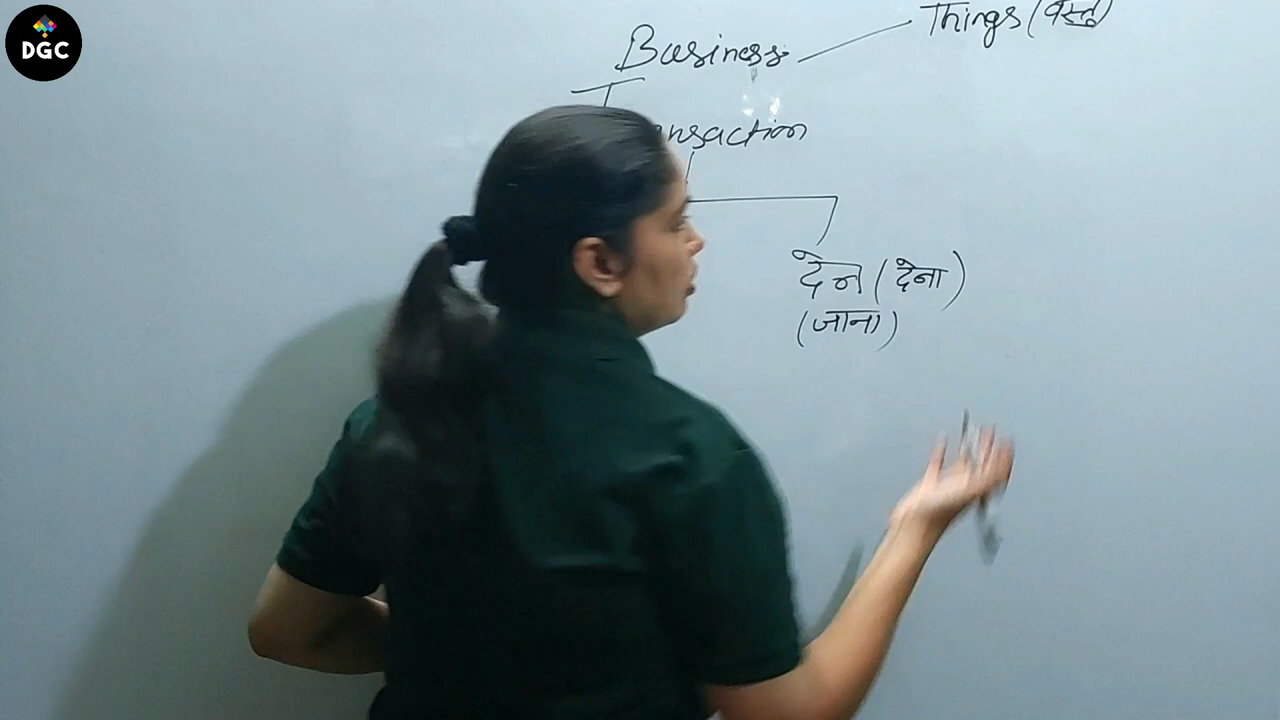 DGC
Things (वस्तु)
Business
Transaction
देन (देना)
(जाना)